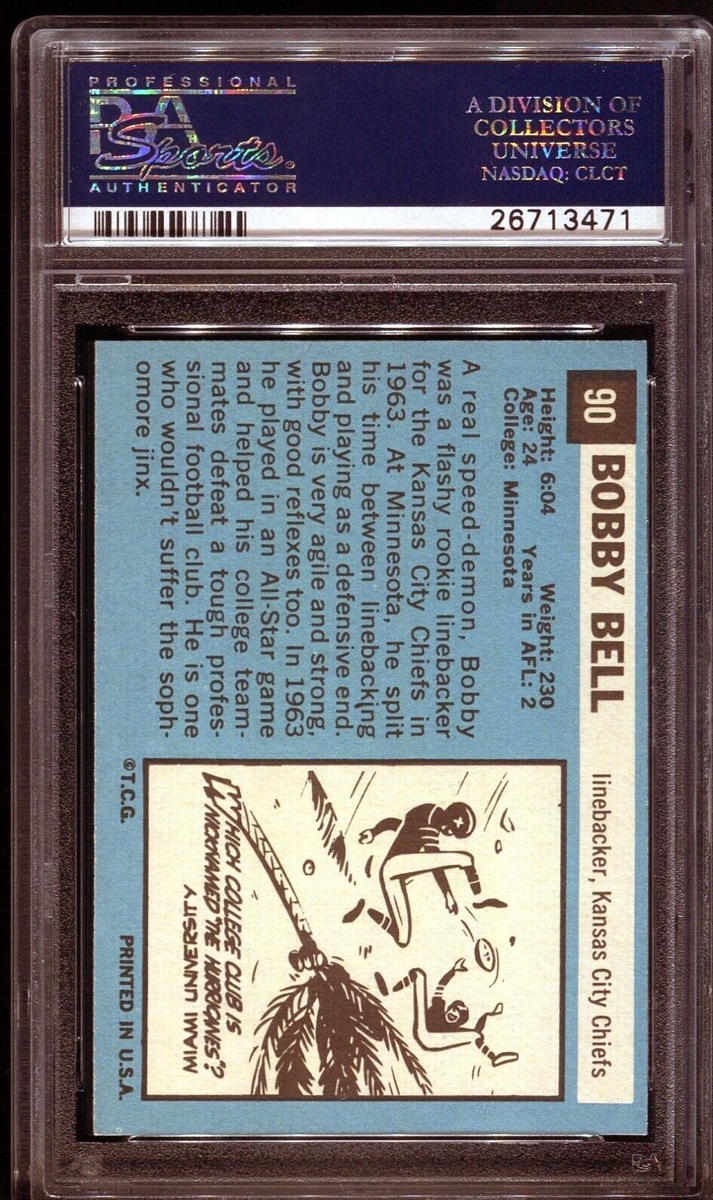 PROFESSIONAL
PSA
Sports.
AUTHENTICATOR
A DIVISION OF
COLLECTORS
UNIVERSE
NASDAQ: CLCT
26713471
90 BOBBY BELL linebacker, Kansas City Chiefs
Height: 6:04 Weight: 230
Age: 24 Years in AFL: 2
College: Minnesota
A real speed-demon, Bobby
was a flashy rookie linebacker
for the Kansas City Chiefs in
1963. At Minnesota, he split
his time between linebacking
and playing as a defensive end.
Bobby is very agile and strong,
with good reflexes too. In 1963
he played in an All-Star game
and helped his college team-
mates defeat a tough profes-
sional football club. He is one
who wouldn't suffer the soph-
omore jinx.
WHICH COLLEGE CLUB IS
NICKNAMED "THE HURRICANES"?
MIAMI UNIVERSITY.
©T.C.G. PRINTED IN U.S.A.
PSA